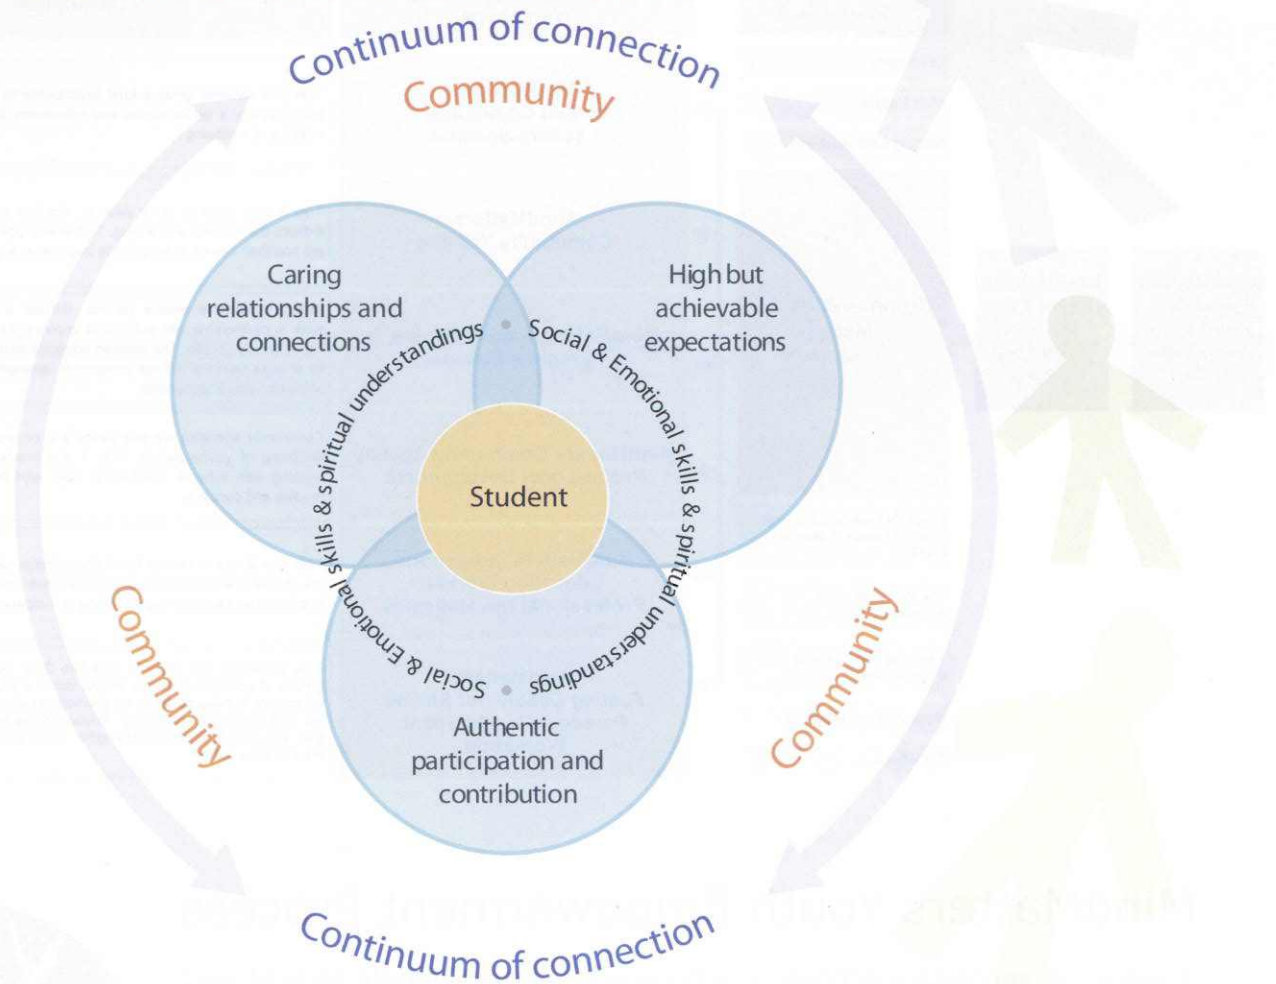 Continuum of connection
Community
Caring
relationships and
connections
High but
achievable
expectations
Social & Emotional skills & spiritual understandings
Social & Emotional skills & spiritual understandings
Student
Community
Community
Authentic
participation and
contribution
Continuum of connection